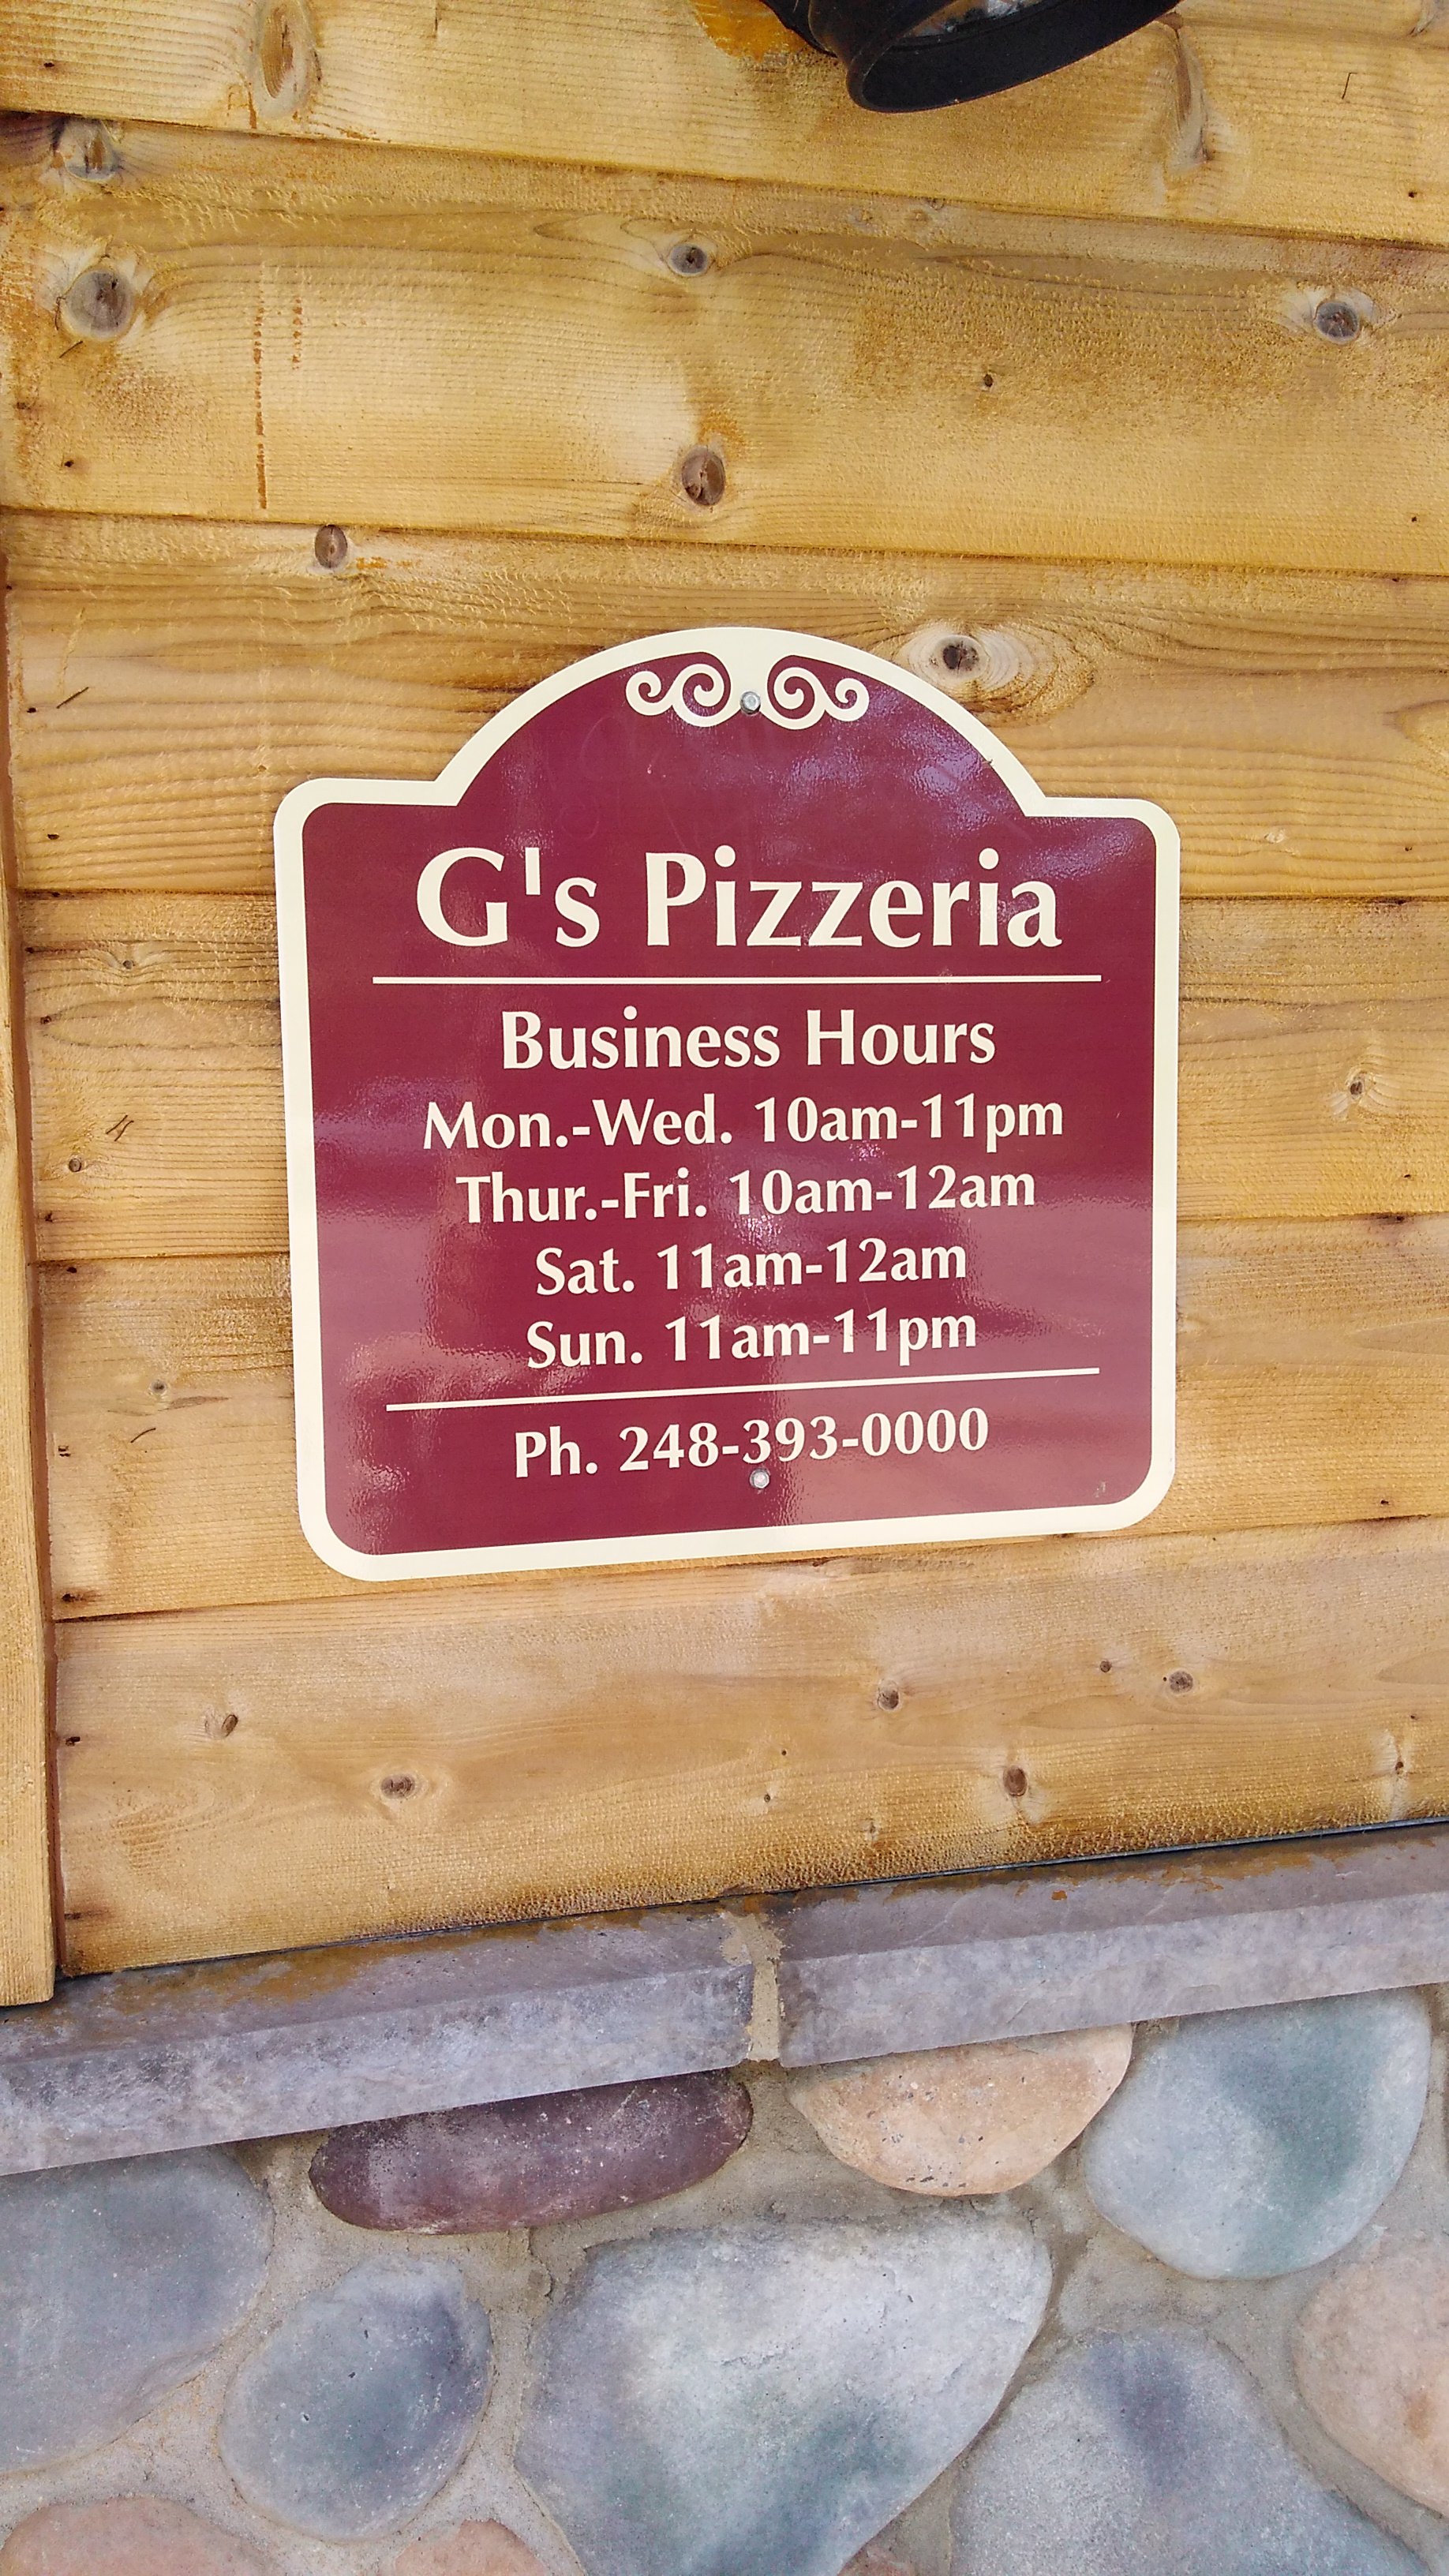 G's Pizzeria
Business Hours
Mon.-Wed. 10am-11pm
Thur.-Fri. 10am-12am
Sat. 11am-12am
Sun. 11am-11pm
Ph. 248-393-0000